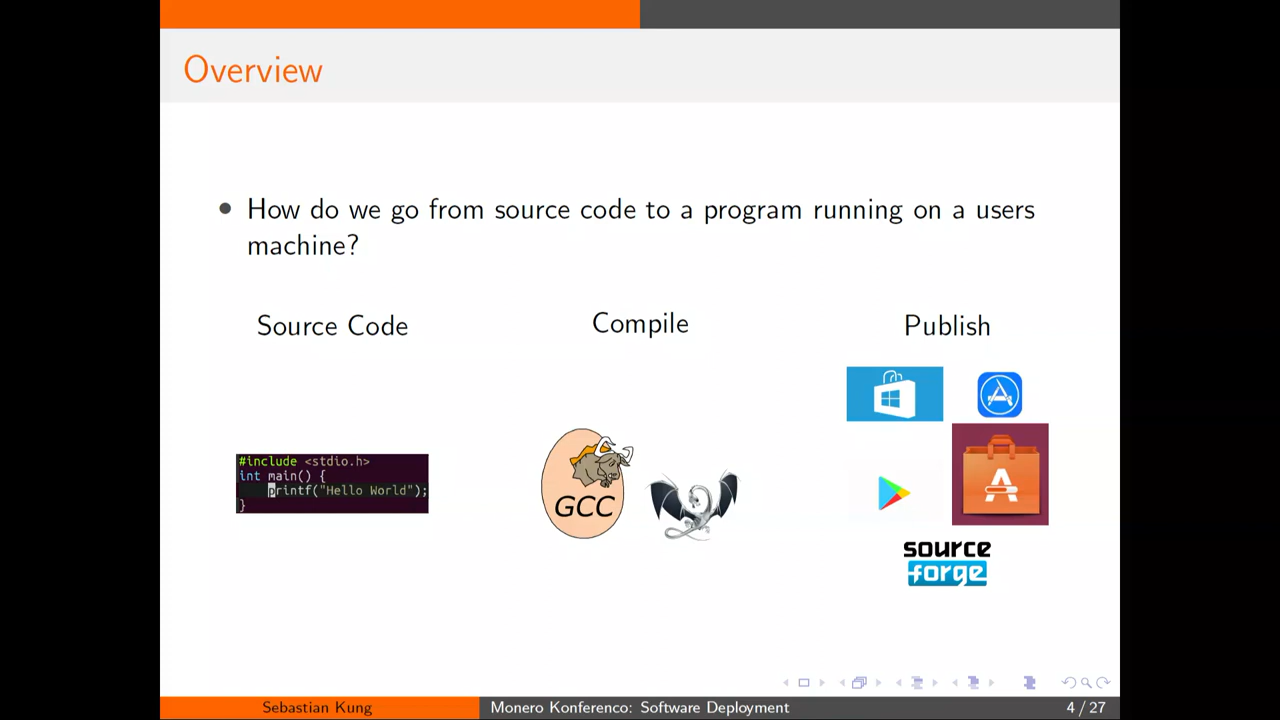 Overview
How do we go from source code to a program running on a users
machine?
Source Code
Compile
Publish
#include <stdio.h>
int main() {
printf("Hello World");
}
GCC
source
forge
Sebastian Kung
Monero Konferenco: Software Deployment
4 / 27